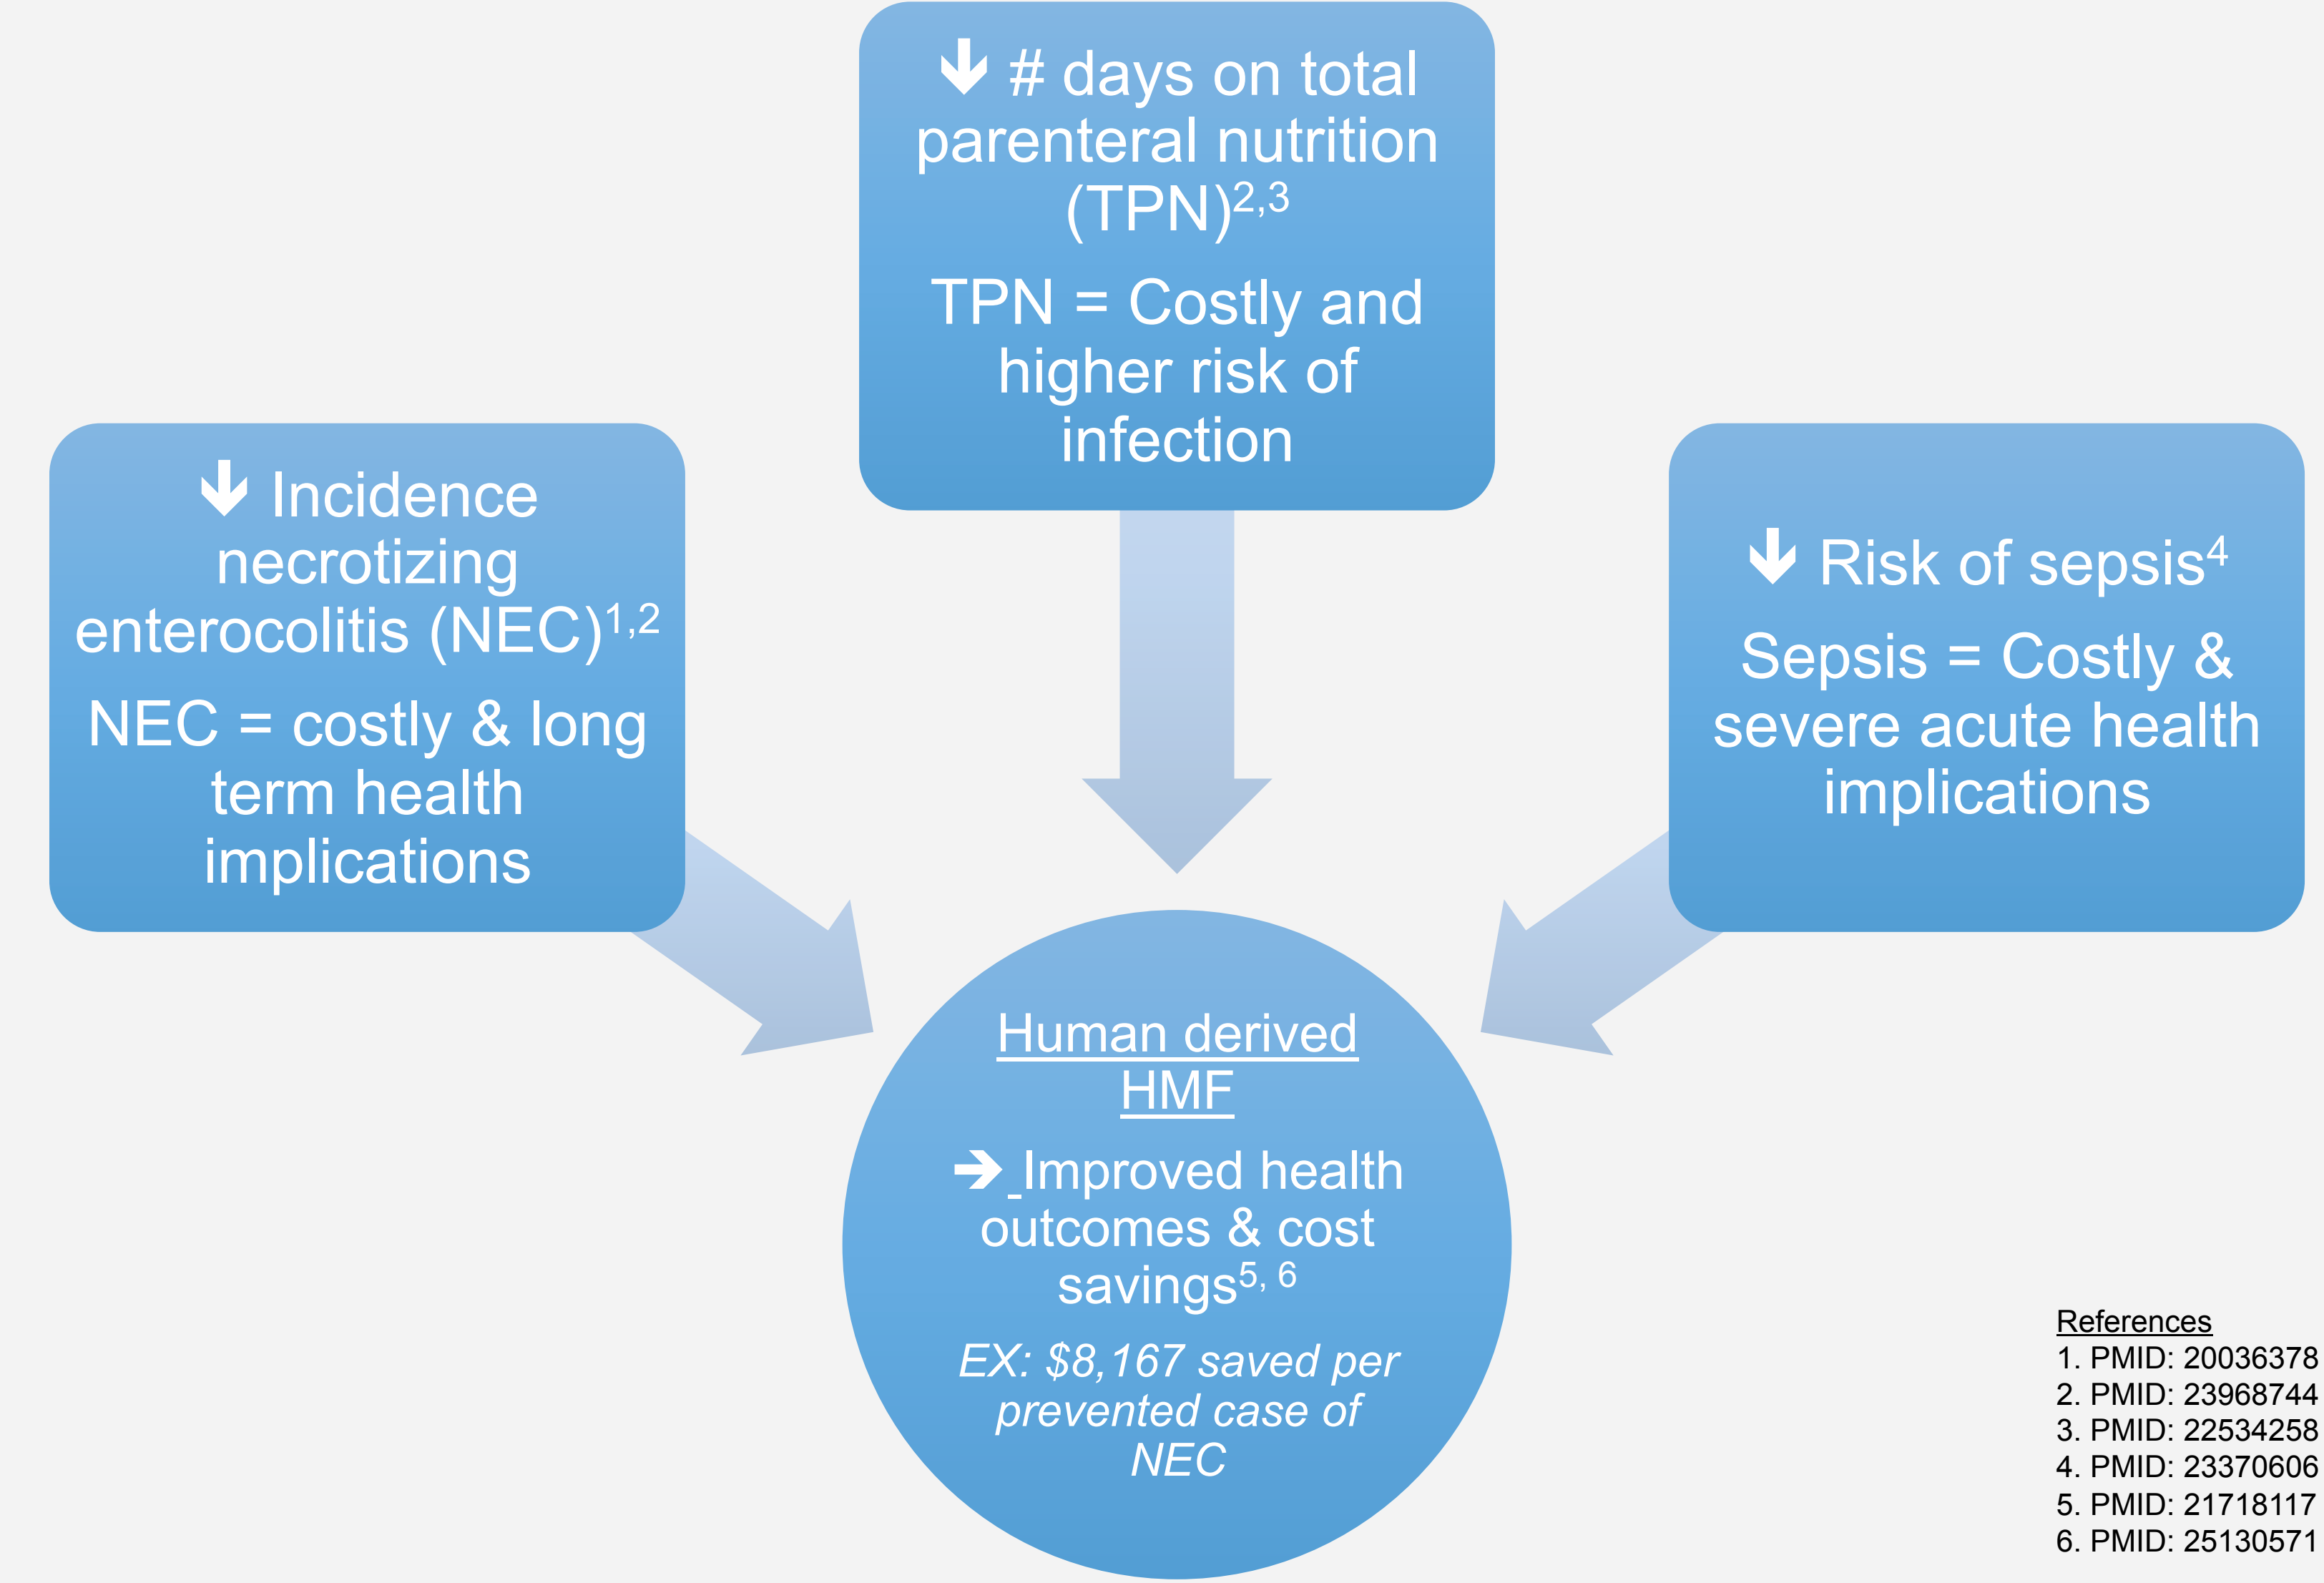 🡳 # days on total
parenteral nutrition
(TPN)2,3
TPN = Costly and
higher risk of
infection
🡳 Incidence
necrotizing
enterocolitis (NEC)1,2
NEC = costly & long
term health
implications
🡳 Risk of sepsis4
Sepsis = Costly &
severe acute health
implications
Human derived
HMF
🡲 Improved health
outcomes & cost
savings5, 6
EX: $8,167 saved per
prevented case of
NEC
References
1. PMID: 20036378
2. PMID: 23968744
3. PMID: 22534258
4. PMID: 23370606
5. PMID: 21718117
6. PMID: 25130571